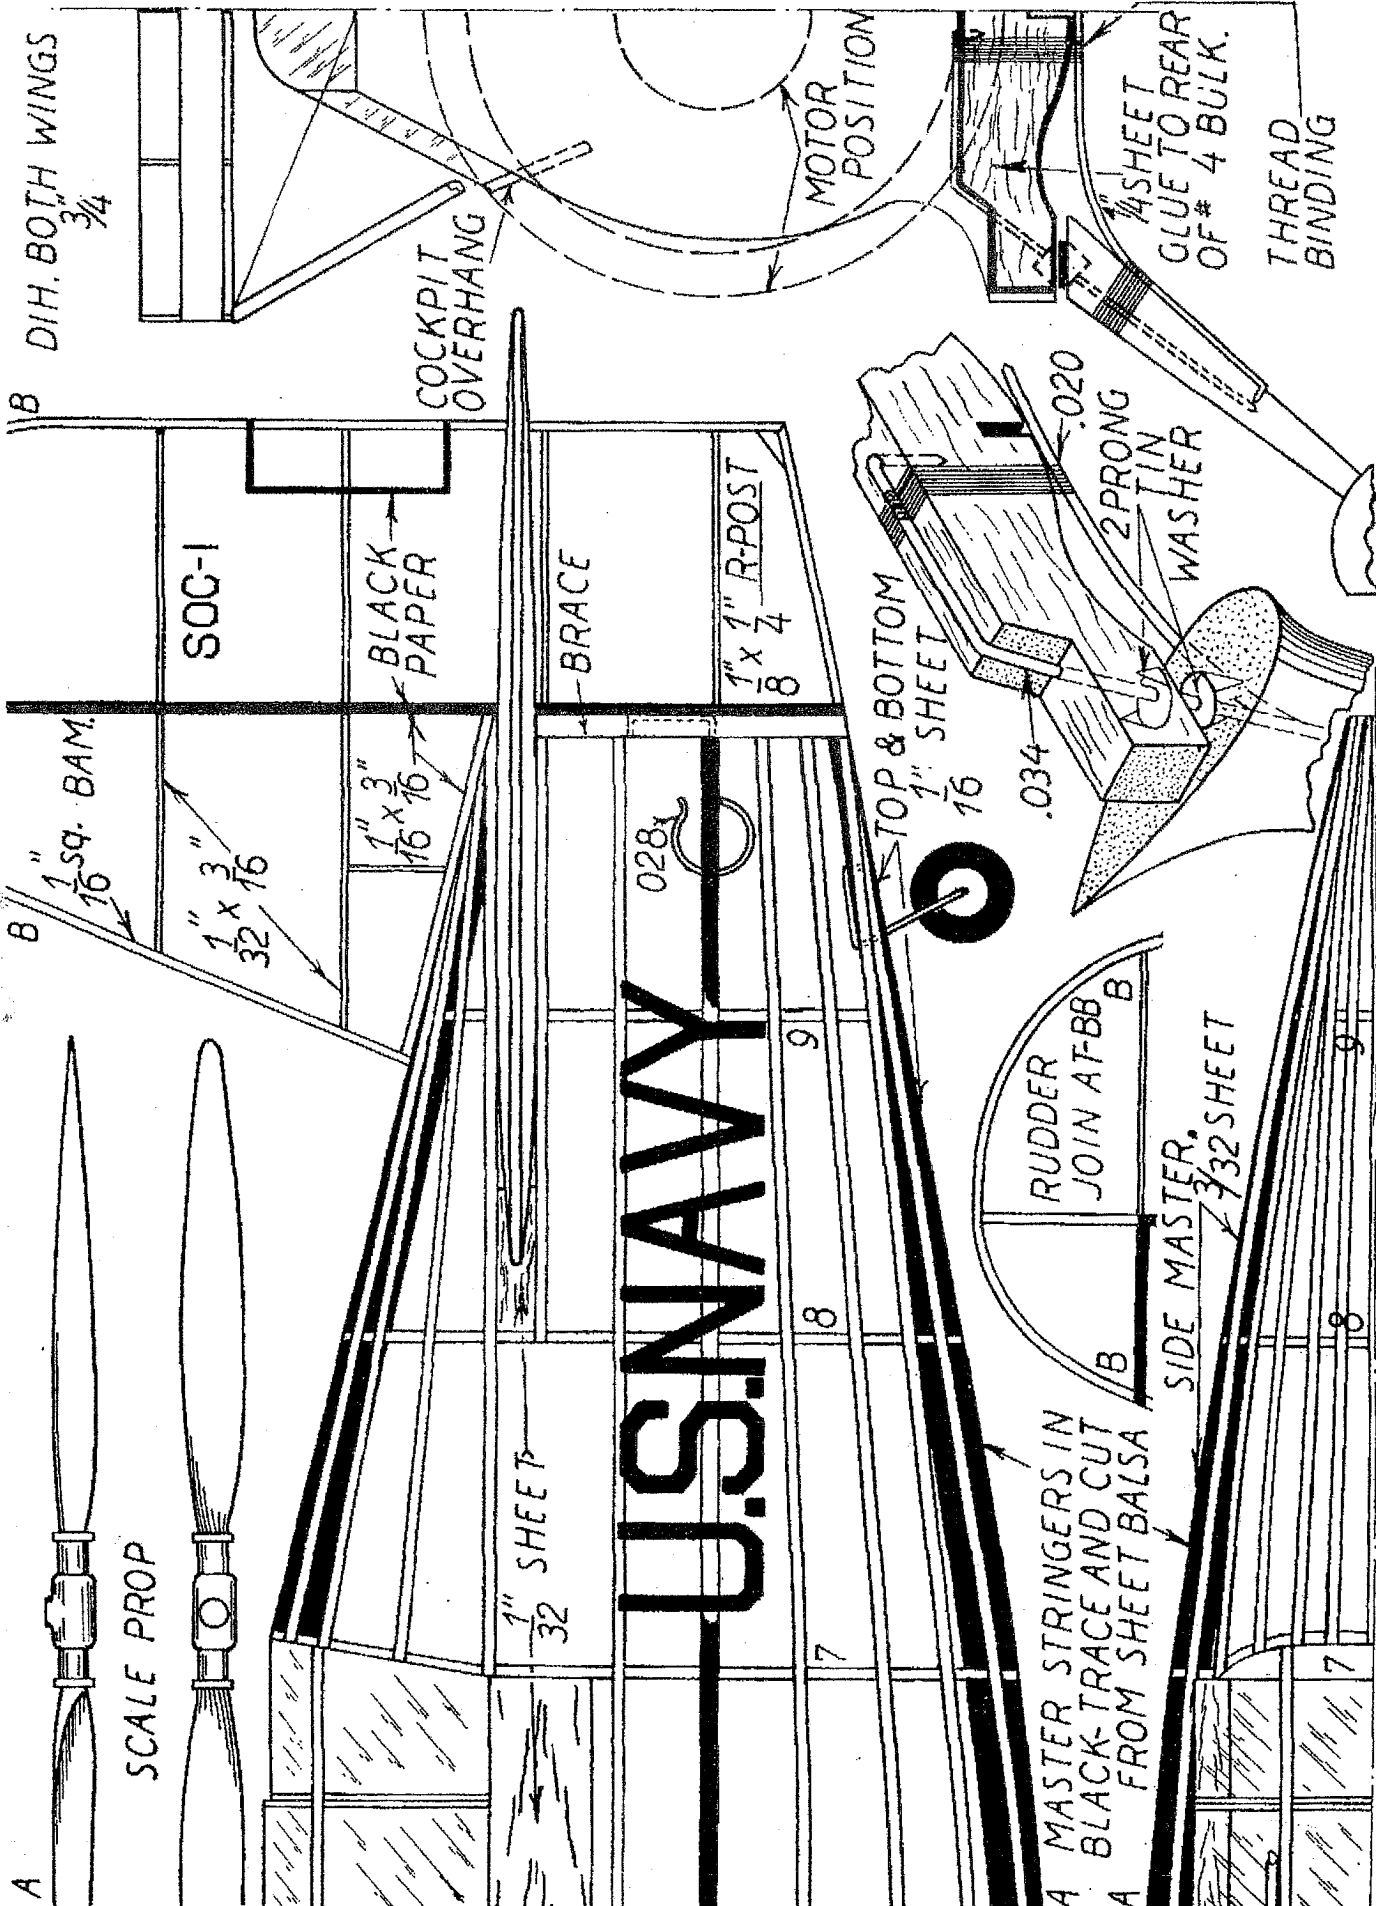 DIH. BOTH WINGS
3/4"
COCKPIT
OVERHANG
MOTOR
POSITION
1/4" SHEET
GLUE TO REAR
OF # 4 BULK.
THREAD
BINDING
B
SOC-1
BLACK
PAPER
BRACE
1/8" x 1/4" R-POST
.020
2 PRONG
TIN
WASHER
.034
TOP & BOTTOM
1/16" SHEET
B
1/16" sq. BAM.
1/32" x 3/16"
1/16" x 3/16"
.028
U.S. NAVY
9
8
7
RUDDER
JOIN AT-BB
B
B
SIDE MASTER.
3/32 SHEET
9
8
7
SCALE PROP
1/32" SHEET
MASTER STRINGERS IN
BLACK-TRACE AND CUT
FROM SHEET BALSA
A
A
A